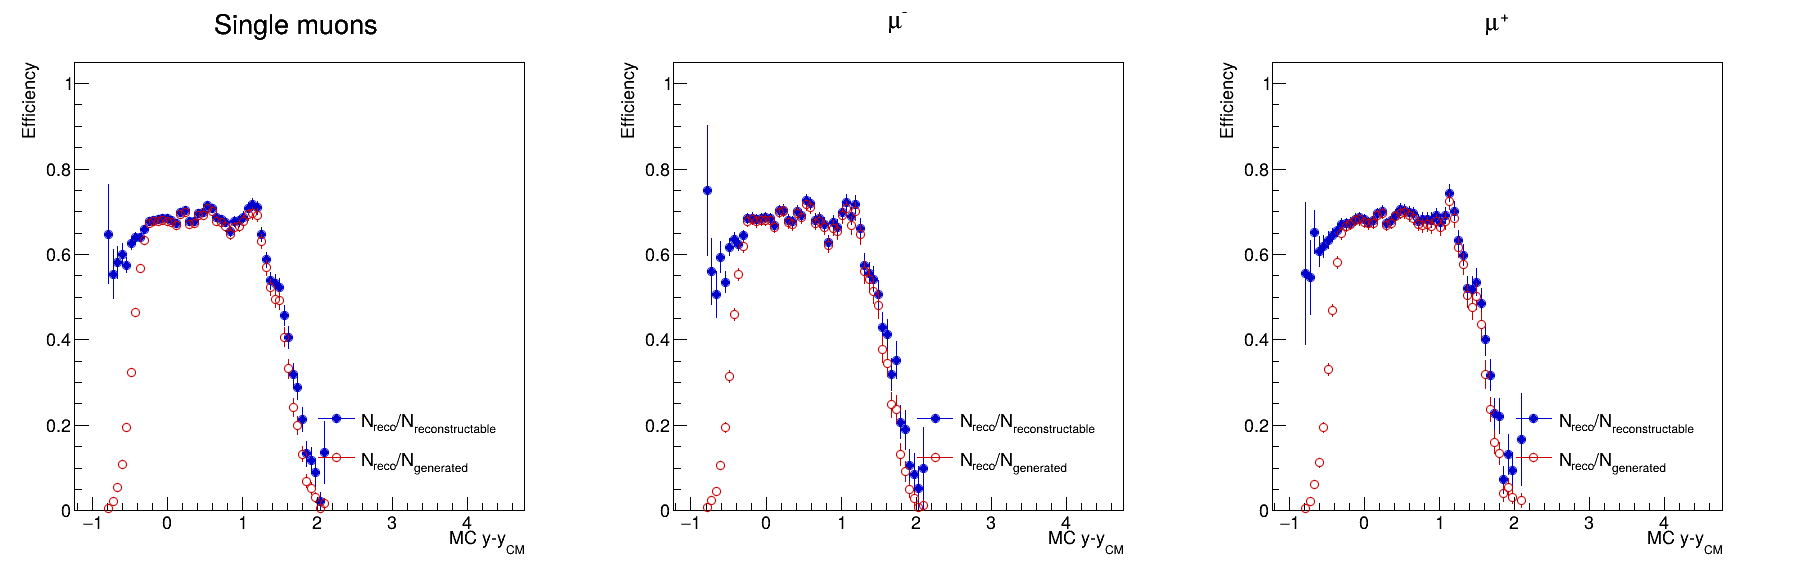 Single muons
Efficiency
1
0.8
0.6
0.4
0.2
0
−1 0 1 2 3 4
MC y-y_CM
N_reco/N_reconstructable
N_reco/N_generated
μ⁻
Efficiency
1
0.8
0.6
0.4
0.2
0
−1 0 1 2 3 4
MC y-y_CM
N_reco/N_reconstructable
N_reco/N_generated
μ⁺
Efficiency
1
0.8
0.6
0.4
0.2
0
−1 0 1 2 3 4
MC y-y_CM
N_reco/N_reconstructable
N_reco/N_generated